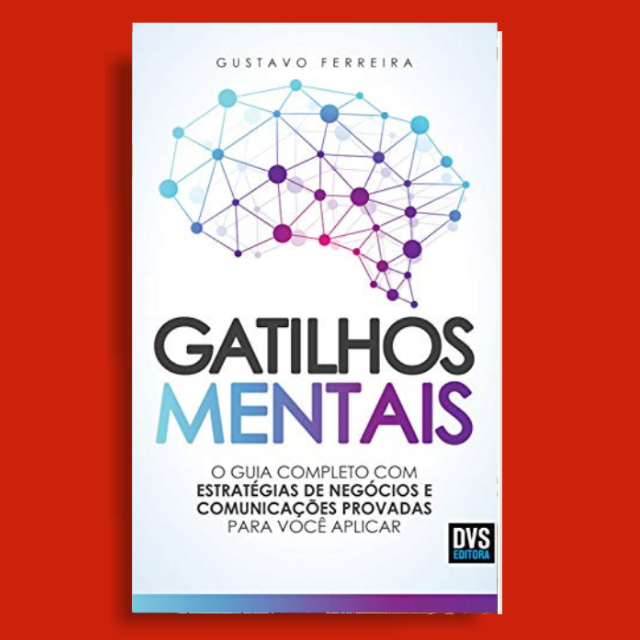 GUSTAVO FERREIRA
GATILHOS
MENTAIS
O GUIA COMPLETO COM
ESTRATÉGIAS DE NEGÓCIOS E
COMUNICAÇÕES PROVADAS
PARA VOCÊ APLICAR
DVS
EDITORA